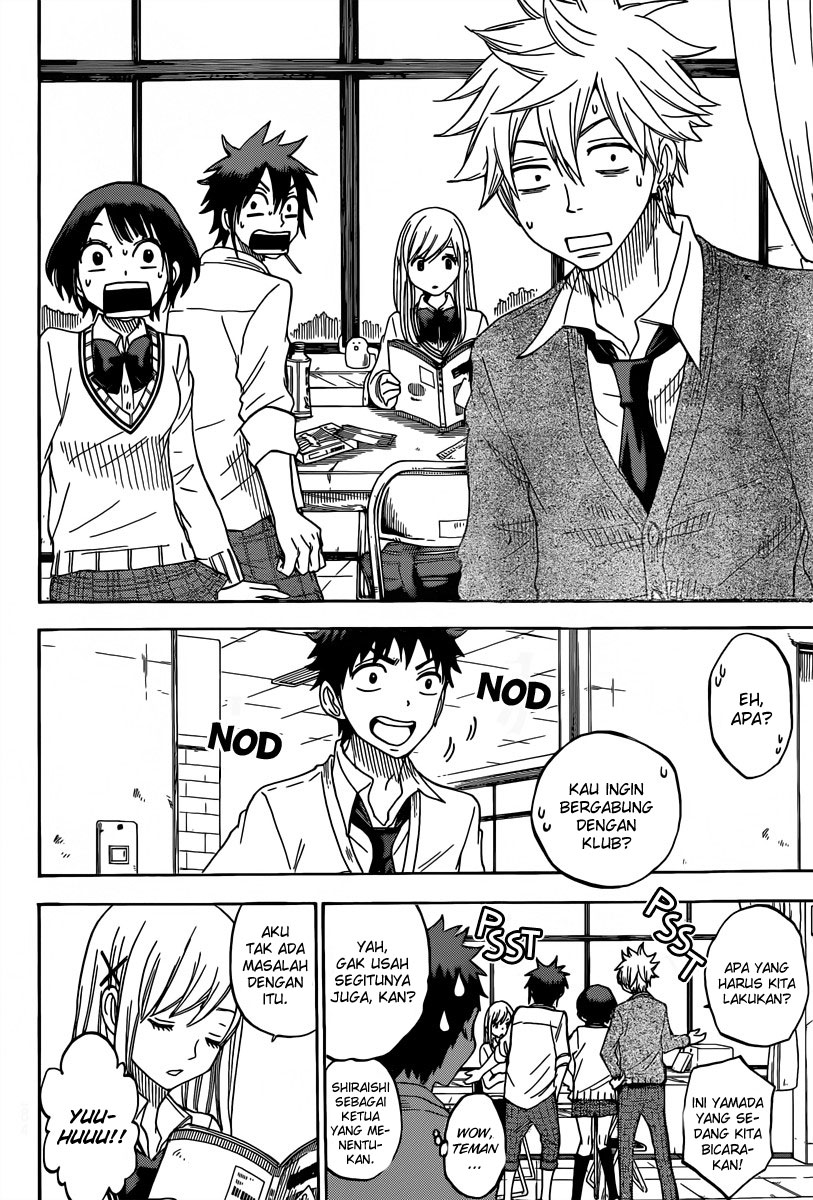 EH,
APA?
NOD
KAU INGIN
BERGABUNG
DENGAN
KLUB?
NOD
PSST
APA YANG
HARUS KITA
LAKUKAN?
PSST
INI YAMADA
YANG SE-
DANG KITA
BICARA-
KAN!
YAH,
GAK USAH
SEGITUNYA
JUGA, KAN?
WOW,
TEMAN
...
SHIRAISHI
SEBAGAI
KETUA
YANG ME-
NENTU-
KAN.
AKU
TAK ADA
MASALAH
DENGAN
ITU.
YUU-
HUUU!!